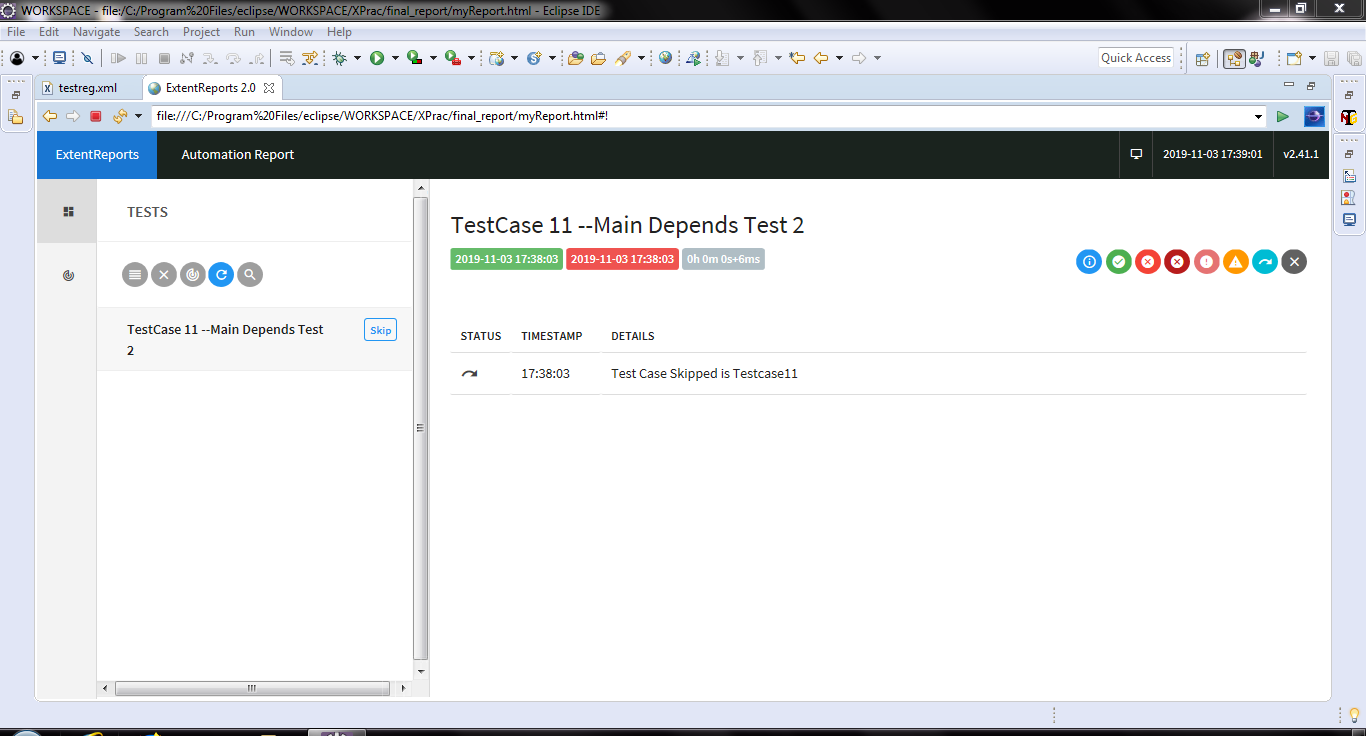 WORKSPACE - file:/C:/Program%20Files/eclipse/WORKSPACE/XPrac/final_report/myReport.html - Eclipse IDE
File Edit Navigate Search Project Run Window Help
Quick Access
testreg.xml ExtentReports 2.0
file:///C:/Program%20Files/eclipse/WORKSPACE/XPrac/final_report/myReport.html#!
ExtentReports Automation Report 2019-11-03 17:39:01 v2.41.1
TESTS
TestCase 11 --Main Depends Test
2
Skip
TestCase 11 --Main Depends Test 2
2019-11-03 17:38:03 2019-11-03 17:38:03 0h 0m 0s+6ms
STATUS TIMESTAMP DETAILS
17:38:03 Test Case Skipped is Testcase11